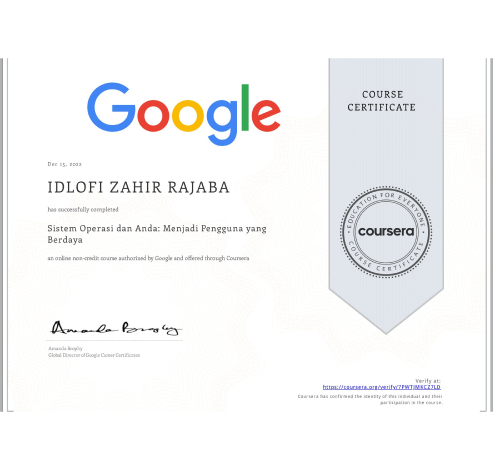 Google
COURSE
CERTIFICATE
Dec 15, 2022
IDLOFI ZAHIR RAJABA
has successfully completed
Sistem Operasi dan Anda: Menjadi Pengguna yang
Berdaya
an online non-credit course authorized by Google and offered through Coursera
EDUCATION FOR EVERYONE
coursera
COURSE CERTIFICATE
Amanda Brophy
Amanda Brophy
Global Director of Google Career Certificates
Verify at:
https://coursera.org/verify/7PWTJMKCZ7LD
Coursera has confirmed the identity of this individual and their
participation in the course.